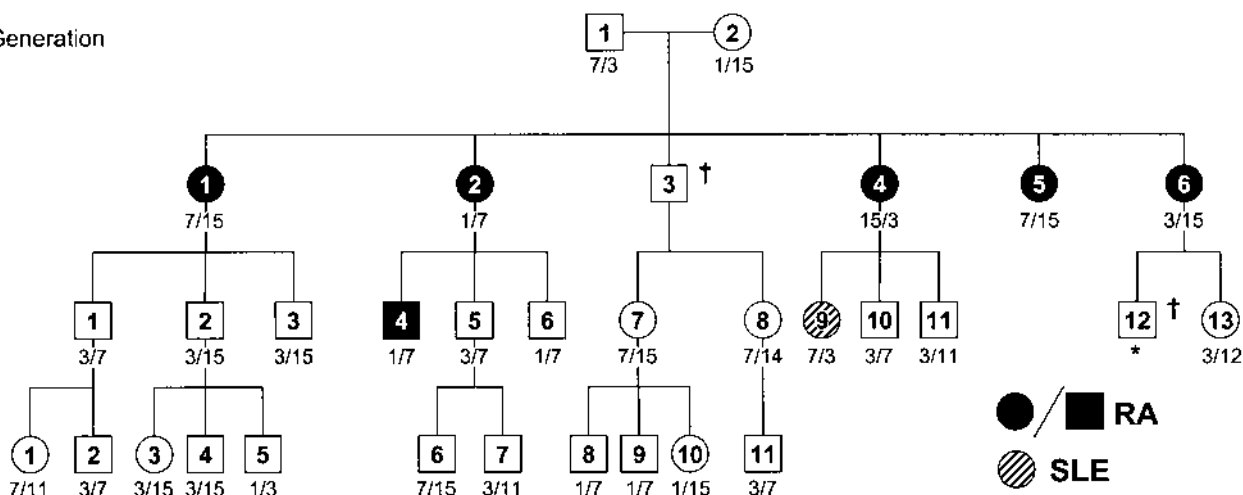 Generation
1 2
7/3 1/15
1 2 3 † 4 5 6
7/15 1/7 15/3 7/15 3/15
1 2 3 4 5 6 7 8 9 10 11 12 † 13
3/7 3/15 3/15 1/7 3/7 1/7 7/15 7/14 7/3 3/7 3/11 * 3/12
RA
1 2 3 4 5 6 7 8 9 10 11
7/11 3/7 3/15 3/15 1/3 7/15 3/11 1/7 1/7 1/15 3/7
SLE